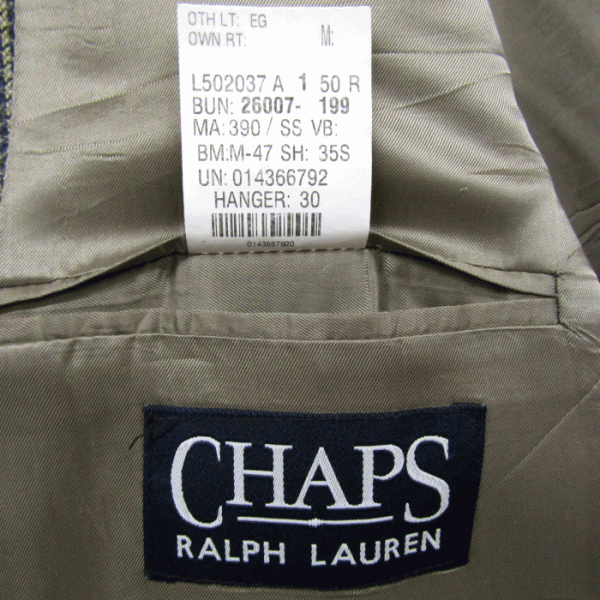 OTH LT: EG
OWN RT: M:
L502037 A 1 50 R
BUN: 26007- 199
MA: 390 / SS VB:
BM:M-47 SH: 35S
UN: 014366792
HANGER: 30
0143667920
CHAPS
RALPH LAUREN